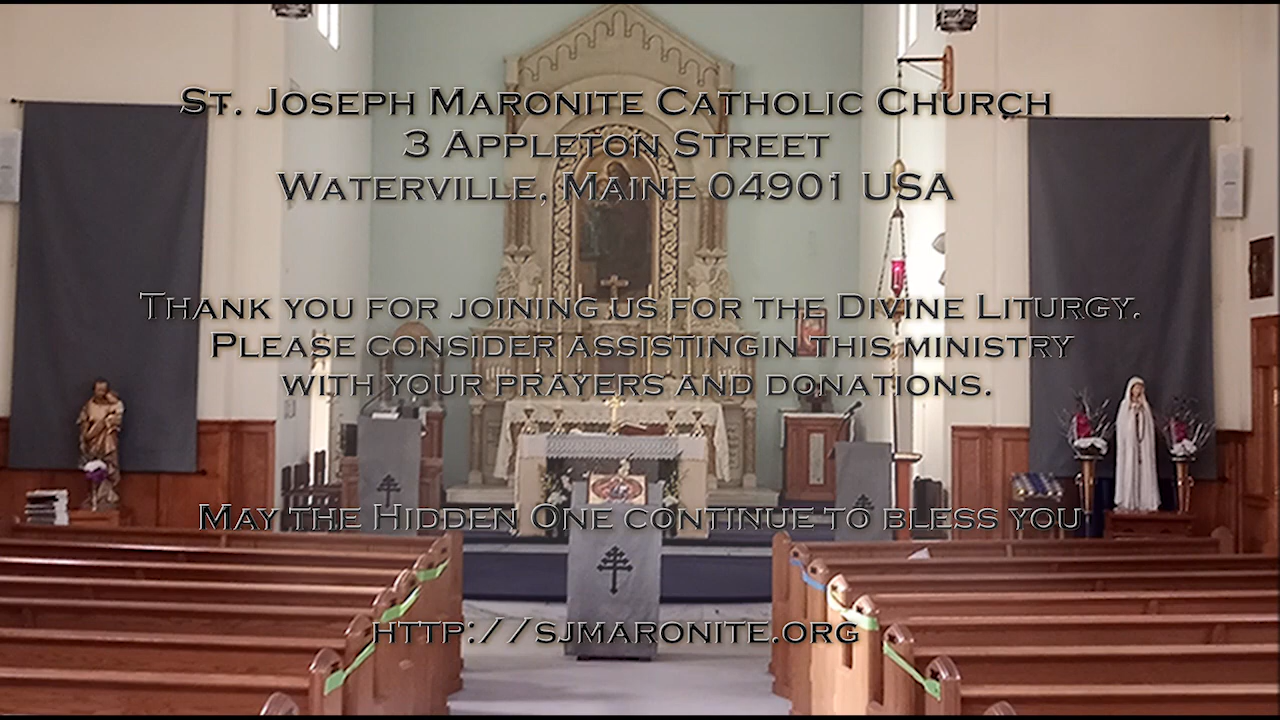 St. Joseph Maronite Catholic Church
3 Appleton Street
Waterville, Maine 04901 USA
Thank you for joining us for the Divine Liturgy.
Please consider assistingin this ministry
with your prayers and donations.
May the Hidden One continue to bless you
http://sjmaronite.org